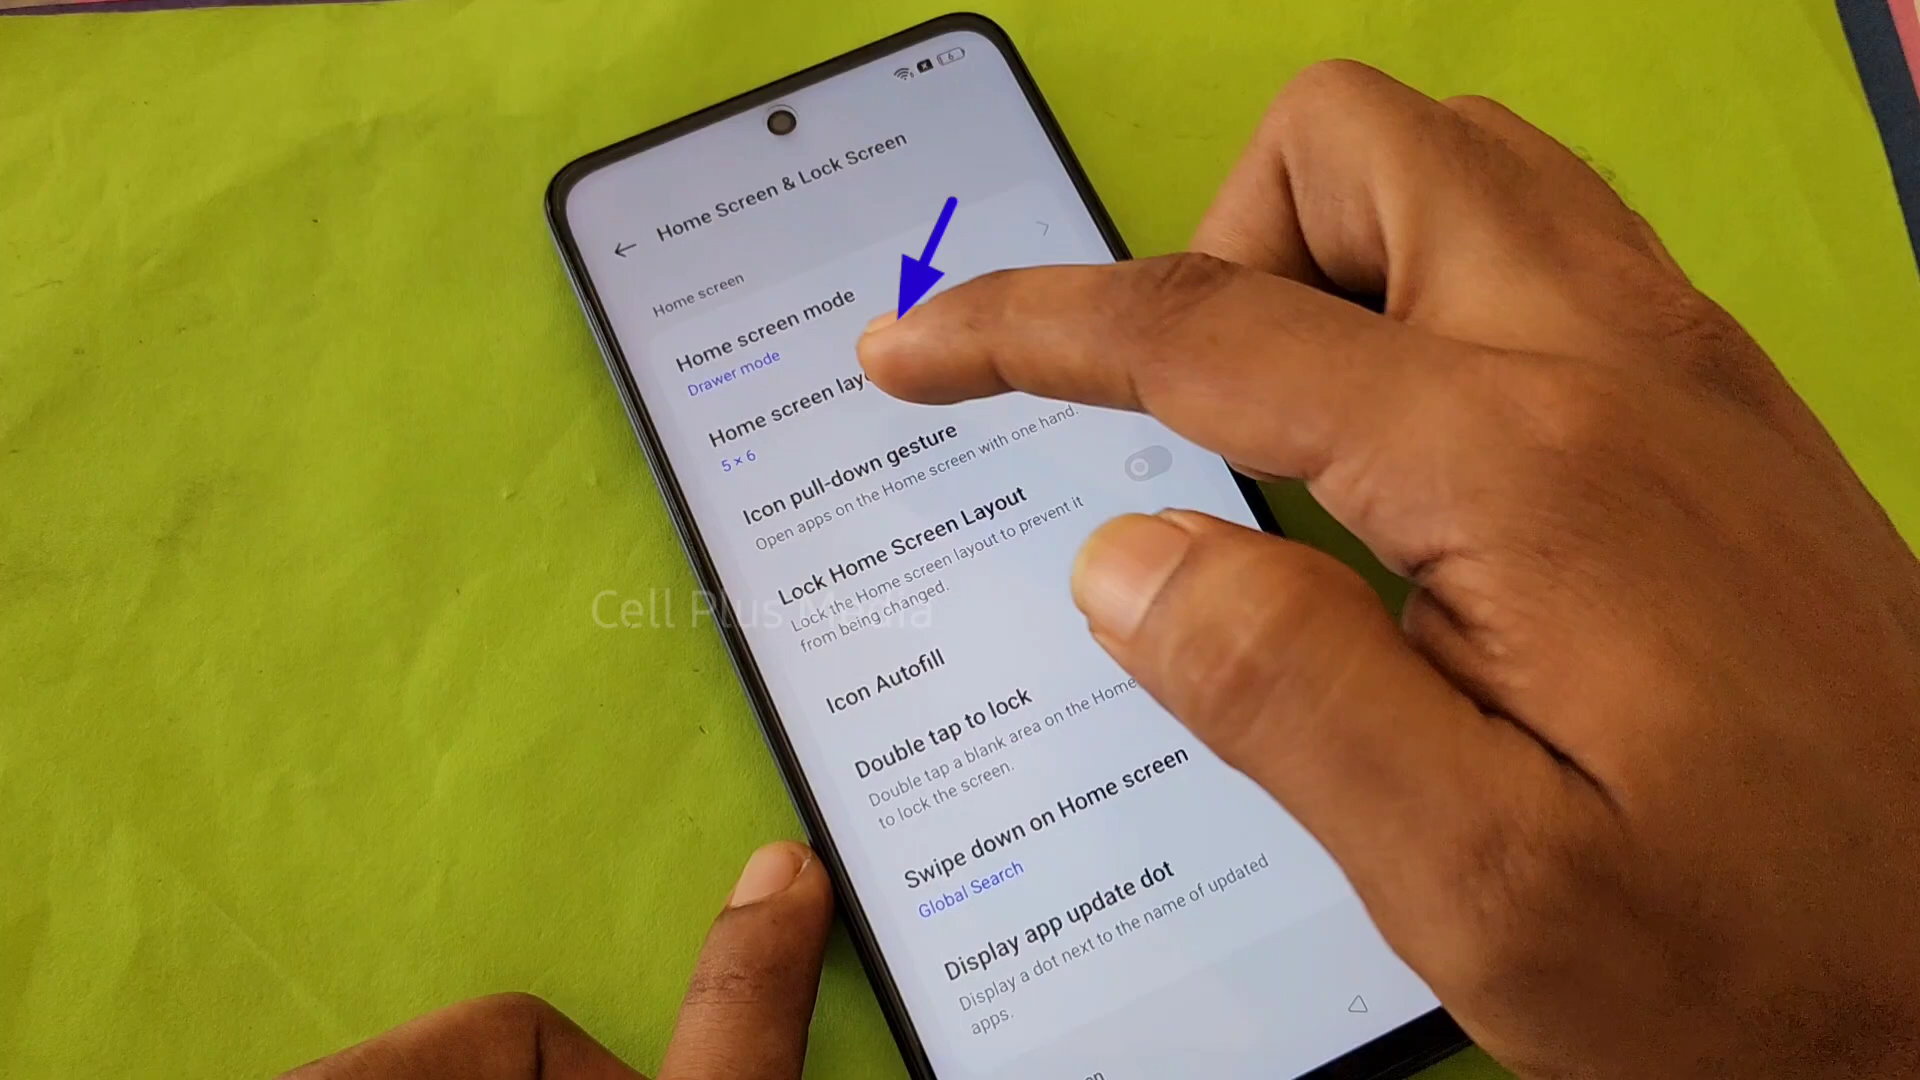 6
Home Screen & Lock Screen
Home screen
Home screen mode
Drawer mode
Home screen
5 × 6
Icon pull-down gesture
Open apps on the Home screen with one hand.
Lock Home Screen Layout
Lock the Home screen layout to prevent it
from being changed.
Cell Plus Media
Icon Autofill
Double tap to lock
Double tap a blank area on the Home
to lock the screen.
Swipe down on Home screen
Global Search
Display app update dot
Display a dot next to the name of updated
apps.